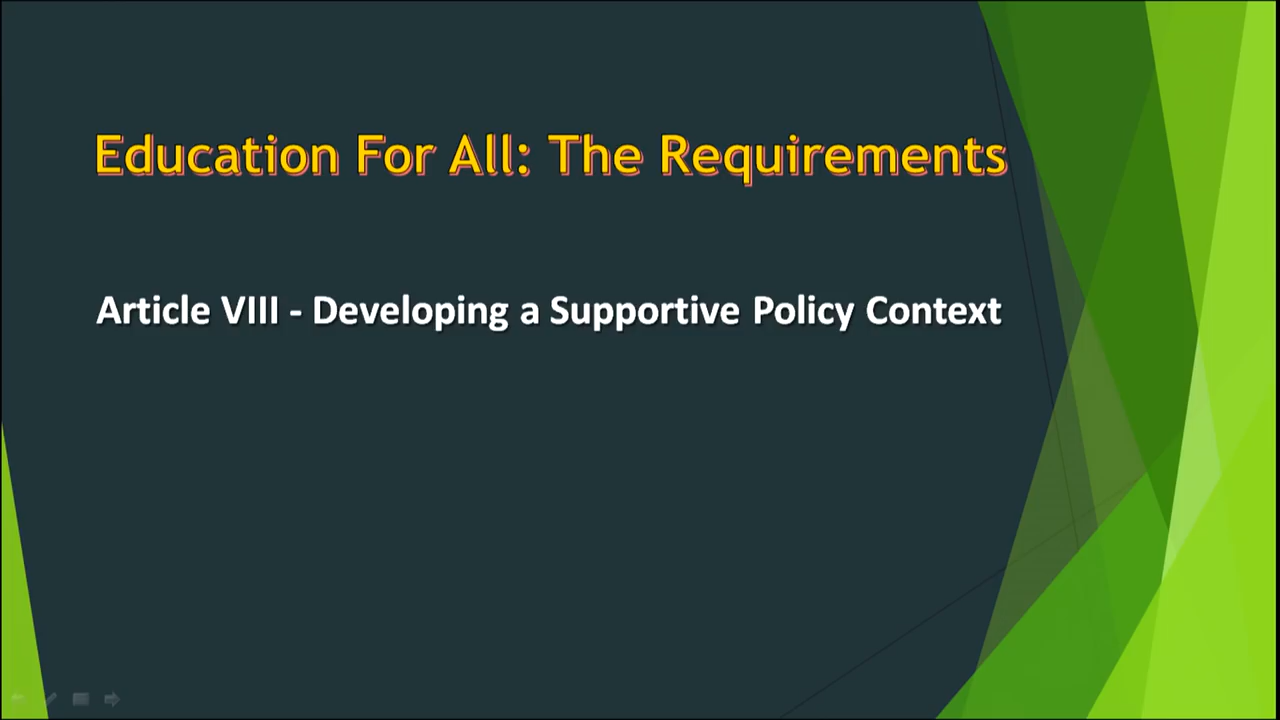 Education For All: The Requirements
Article VIII - Developing a Supportive Policy Context